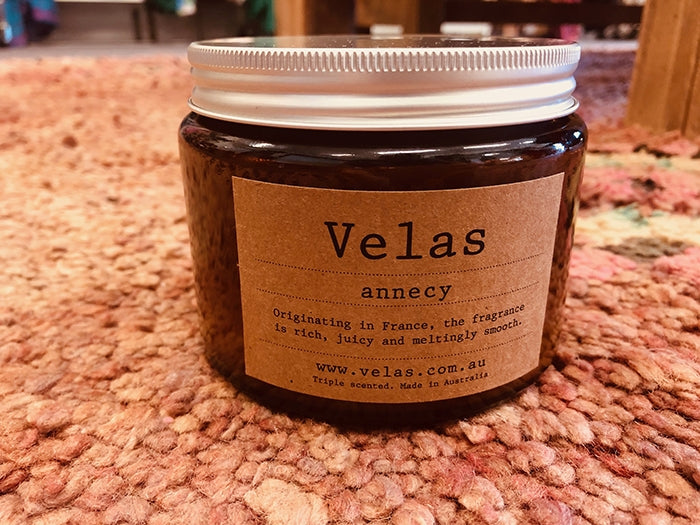 Velas
annecy
Originating in France, the fragrance
is rich, juicy and meltingly smooth.
www.velas.com.au
Triple scented. Made in Australia